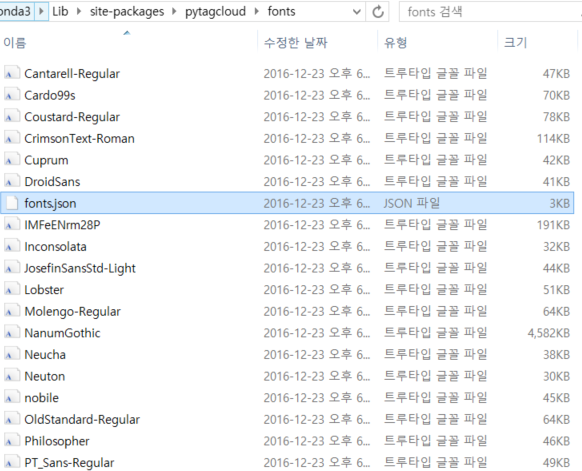 onda3 Lib site-packages pytagcloud fonts fonts 검색
이름 수정한 날짜 유형 크기
Cantarell-Regular 2016-12-23 오후 6... 트루타입 글꼴 파일 47KB
Cardo99s 2016-12-23 오후 6... 트루타입 글꼴 파일 70KB
Coustard-Regular 2016-12-23 오후 6... 트루타입 글꼴 파일 78KB
CrimsonText-Roman 2016-12-23 오후 6... 트루타입 글꼴 파일 114KB
Cuprum 2016-12-23 오후 6... 트루타입 글꼴 파일 42KB
DroidSans 2016-12-23 오후 6... 트루타입 글꼴 파일 41KB
fonts.json 2016-12-23 오후 6... JSON 파일 3KB
IMFeENrm28P 2016-12-23 오후 6... 트루타입 글꼴 파일 191KB
Inconsolata 2016-12-23 오후 6... 트루타입 글꼴 파일 32KB
JosefinSansStd-Light 2016-12-23 오후 6... 트루타입 글꼴 파일 44KB
Lobster 2016-12-23 오후 6... 트루타입 글꼴 파일 51KB
Molengo-Regular 2016-12-23 오후 6... 트루타입 글꼴 파일 64KB
NanumGothic 2016-12-23 오후 6... 트루타입 글꼴 파일 4,582KB
Neucha 2016-12-23 오후 6... 트루타입 글꼴 파일 38KB
Neuton 2016-12-23 오후 6... 트루타입 글꼴 파일 30KB
nobile 2016-12-23 오후 6... 트루타입 글꼴 파일 45KB
OldStandard-Regular 2016-12-23 오후 6... 트루타입 글꼴 파일 64KB
Philosopher 2016-12-23 오후 6... 트루타입 글꼴 파일 46KB
PT_Sans-Regular 2016-12-23 오후 6... 트루타입 글꼴 파일 49KB